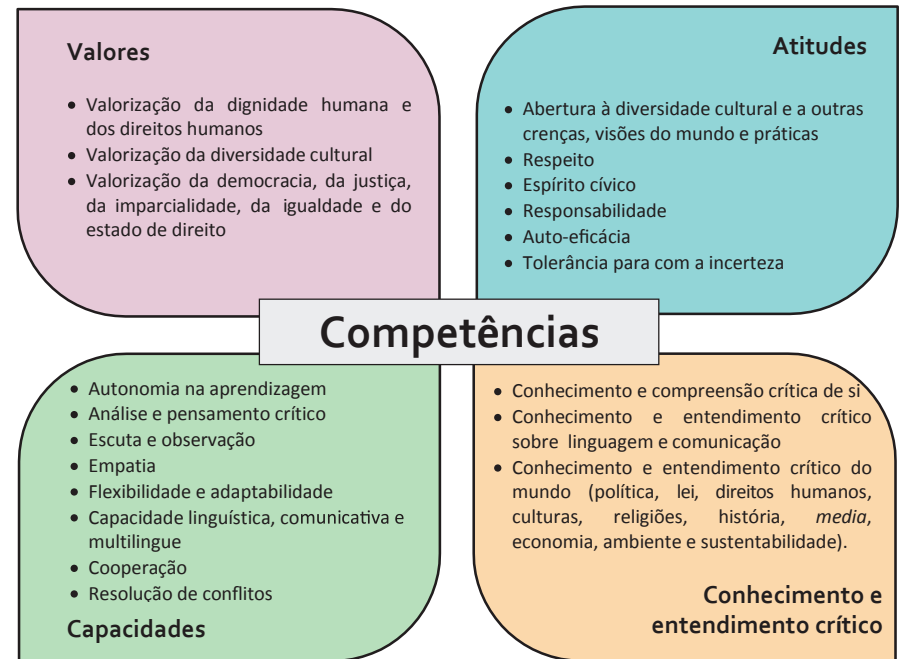 Valores
• Valorização da dignidade humana e
dos direitos humanos
• Valorização da diversidade cultural
• Valorização da democracia, da justiça,
da imparcialidade, da igualdade e do
estado de direito
Atitudes
• Abertura à diversidade cultural e a outras
crenças, visões do mundo e práticas
• Respeito
• Espírito cívico
• Responsabilidade
• Auto-eficácia
• Tolerância para com a incerteza
Competências
• Autonomia na aprendizagem
• Análise e pensamento crítico
• Escuta e observação
• Empatia
• Flexibilidade e adaptabilidade
• Capacidade linguística, comunicativa e
multilingue
• Cooperação
• Resolução de conflitos
Capacidades
• Conhecimento e compreensão crítica de si
• Conhecimento e entendimento crítico
sobre linguagem e comunicação
• Conhecimento e entendimento crítico do
mundo (política, lei, direitos humanos,
culturas, religiões, história, media,
economia, ambiente e sustentabilidade).
Conhecimento e
entendimento crítico